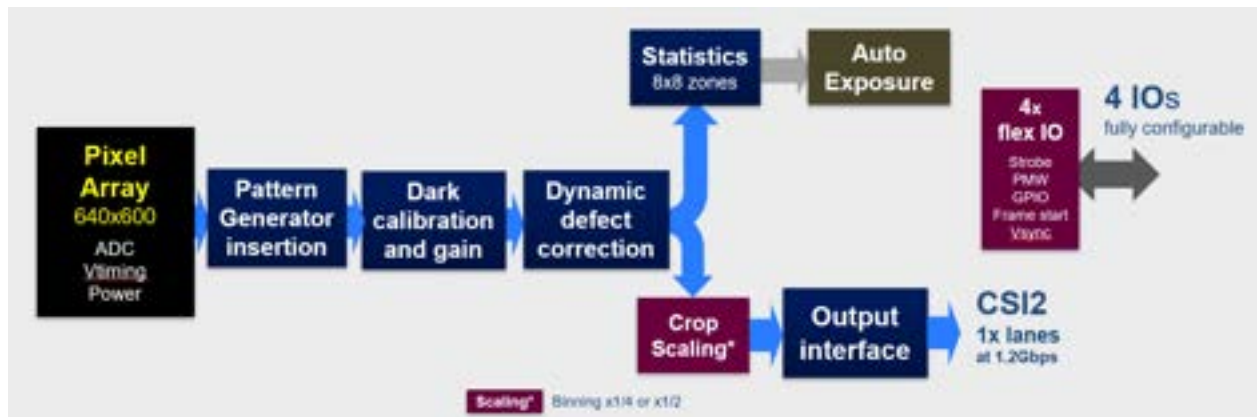 Pixel
Array
640x600
ADC
Vtiming
Power
Pattern
Generator
insertion
Dark
calibration
and gain
Dynamic
defect
correction
Statistics
8x8 zones
Auto
Exposure
Crop
Scaling*
Output
interface
CSI2
1x lanes
at 1.2Gbps
4x
flex IO
Strobe
PMW
GPIO
Frame start
Vsync
4 IOs
fully configurable
Scaling*
Binning x1/4 or x1/2